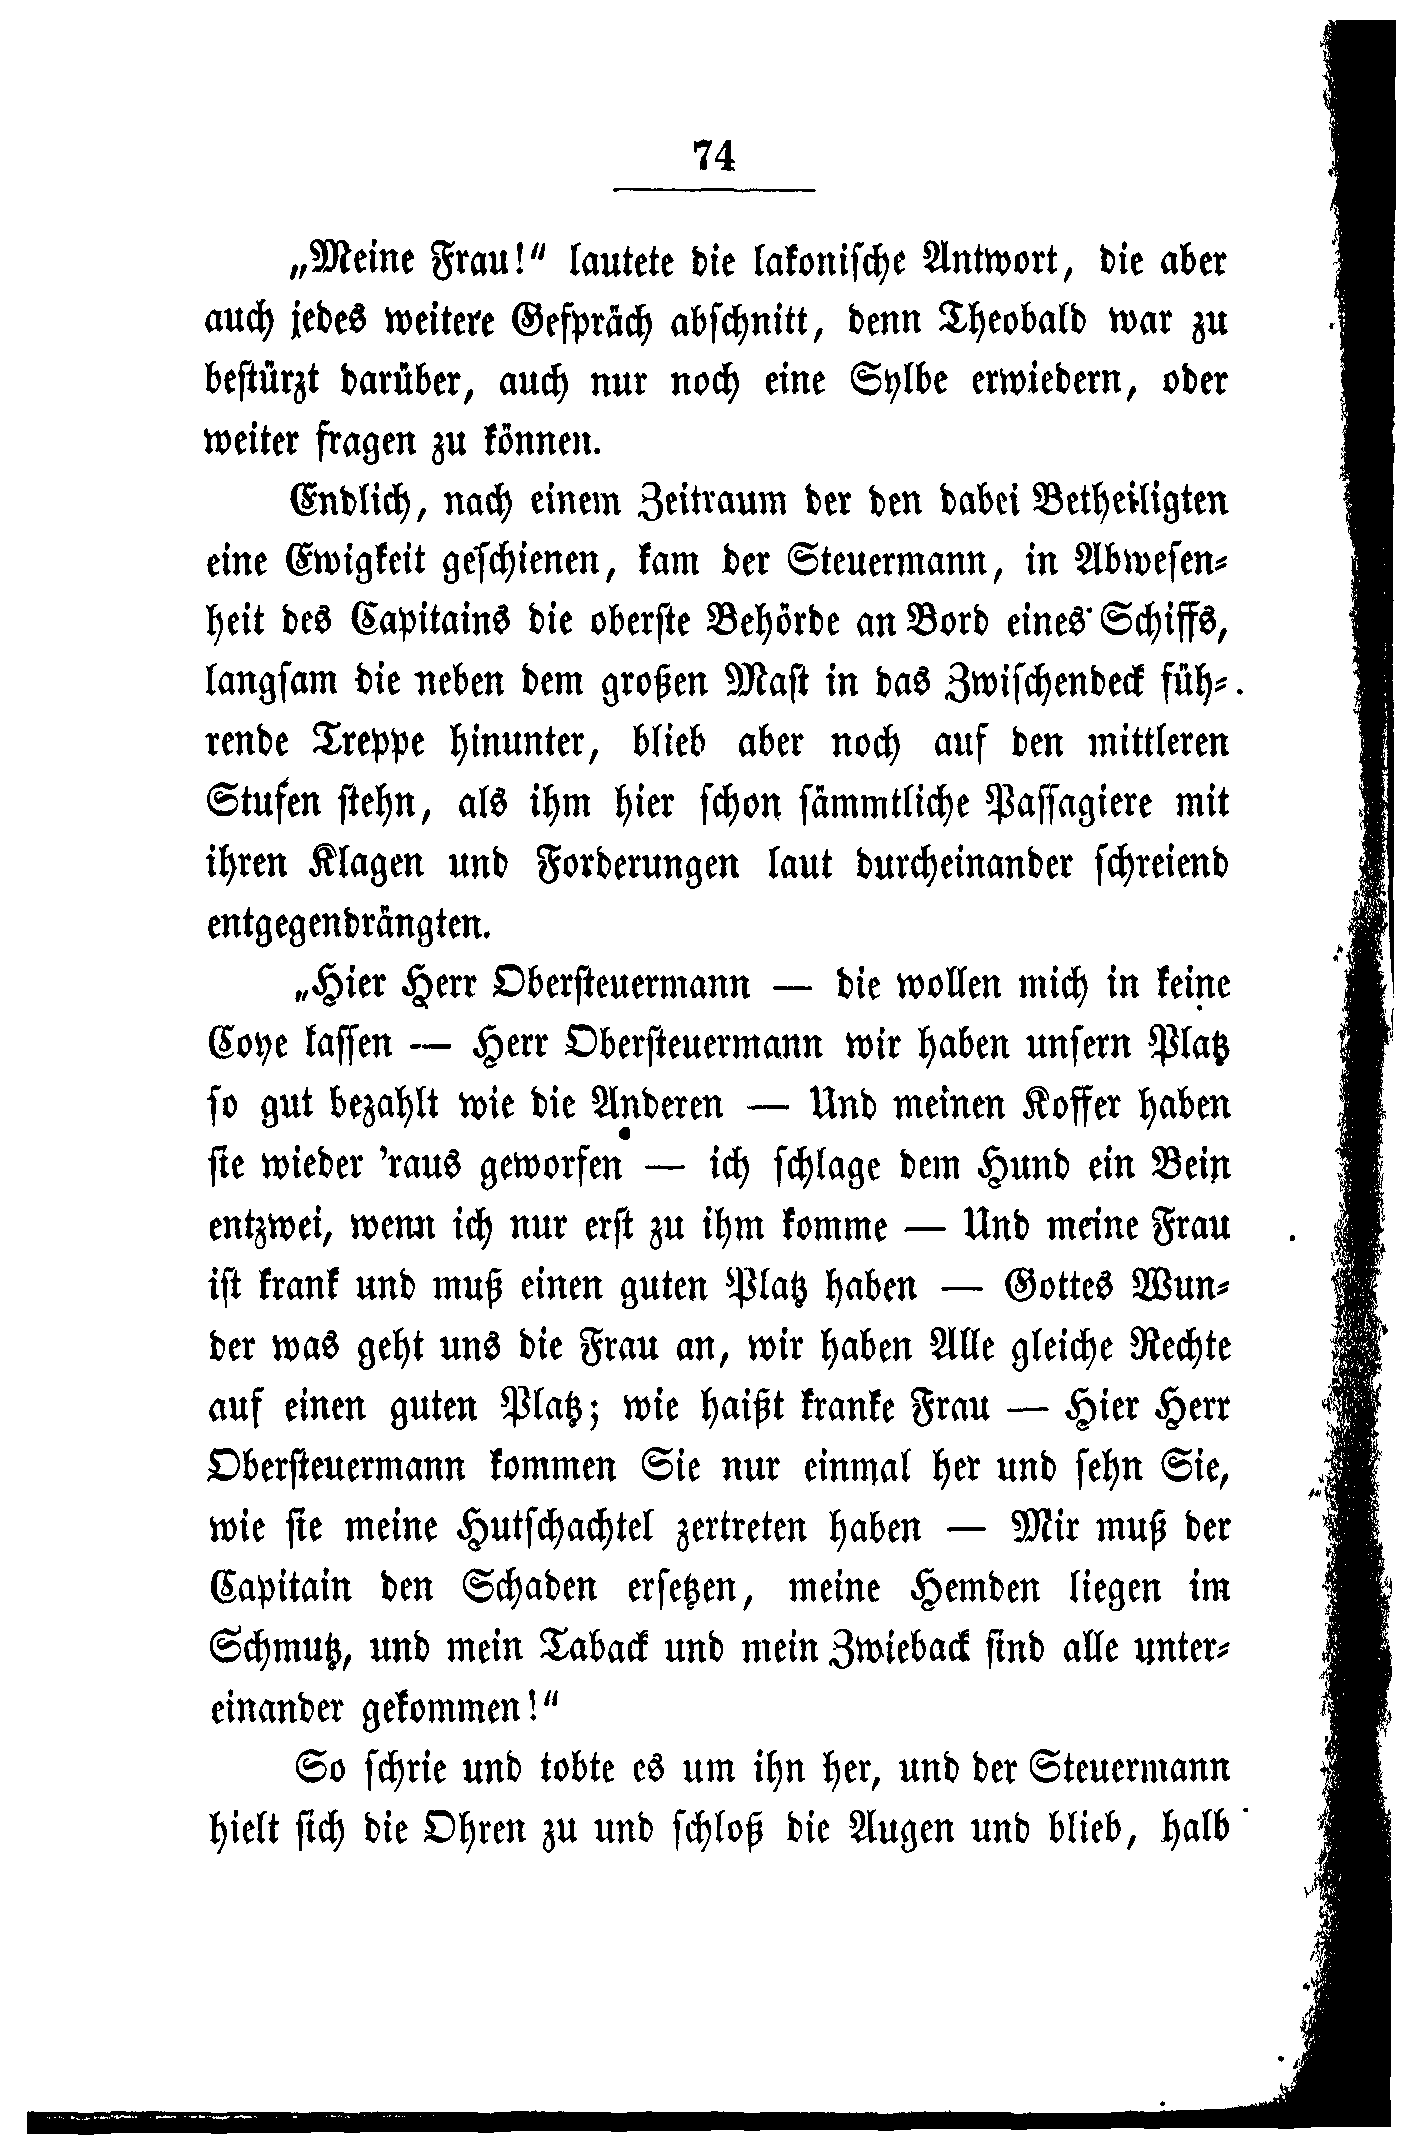 74
„Meine Frau!“ lautete die lakonische Antwort, die aber
auch jedes weitere Gespräch abschnitt, denn Theobald war zu
bestürzt darüber, auch nur noch eine Sylbe erwiedern, oder
weiter fragen zu können.
Endlich, nach einem Zeitraum der den dabei Betheiligten
eine Ewigkeit geschienen, kam der Steuermann, in Abwesen-
heit des Capitains die oberste Behörde an Bord eines Schiffs,
langsam die neben dem großen Mast in das Zwischendeck füh-
rende Treppe hinunter, blieb aber noch auf den mittleren
Stufen stehn, als ihm hier schon sämmtliche Passagiere mit
ihren Klagen und Forderungen laut durcheinander schreiend
entgegendrängten.
„Hier Herr Obersteuermann — die wollen mich in keine
Coye kassen — Herr Obersteuermann wir haben unsern Platz
so gut bezahlt wie die Anderen — Und meinen Koffer haben
sie wieder 'raus geworfen — ich schlage dem Hund ein Bein
entzwei, wenn ich nur erst zu ihm komme — Und meine Frau
ist krank und muß einen guten Platz haben — Gottes Wun-
der was geht uns die Frau an, wir haben Alle gleiche Rechte
auf einen guten Platz; wie haißt kranke Frau — Hier Herr
Obersteuermann kommen Sie nur einmal her und sehn Sie,
wie sie meine Hutschachtel zertreten haben — Mir muß der
Capitain den Schaden ersetzen, meine Hemden liegen im
Schmutz, und mein Taback und mein Zwieback sind alle unter-
einander gekommen!“
So schrie und tobte es um ihn her, und der Steuermann
hielt sich die Ohren zu und schloß die Augen und blieb, halb